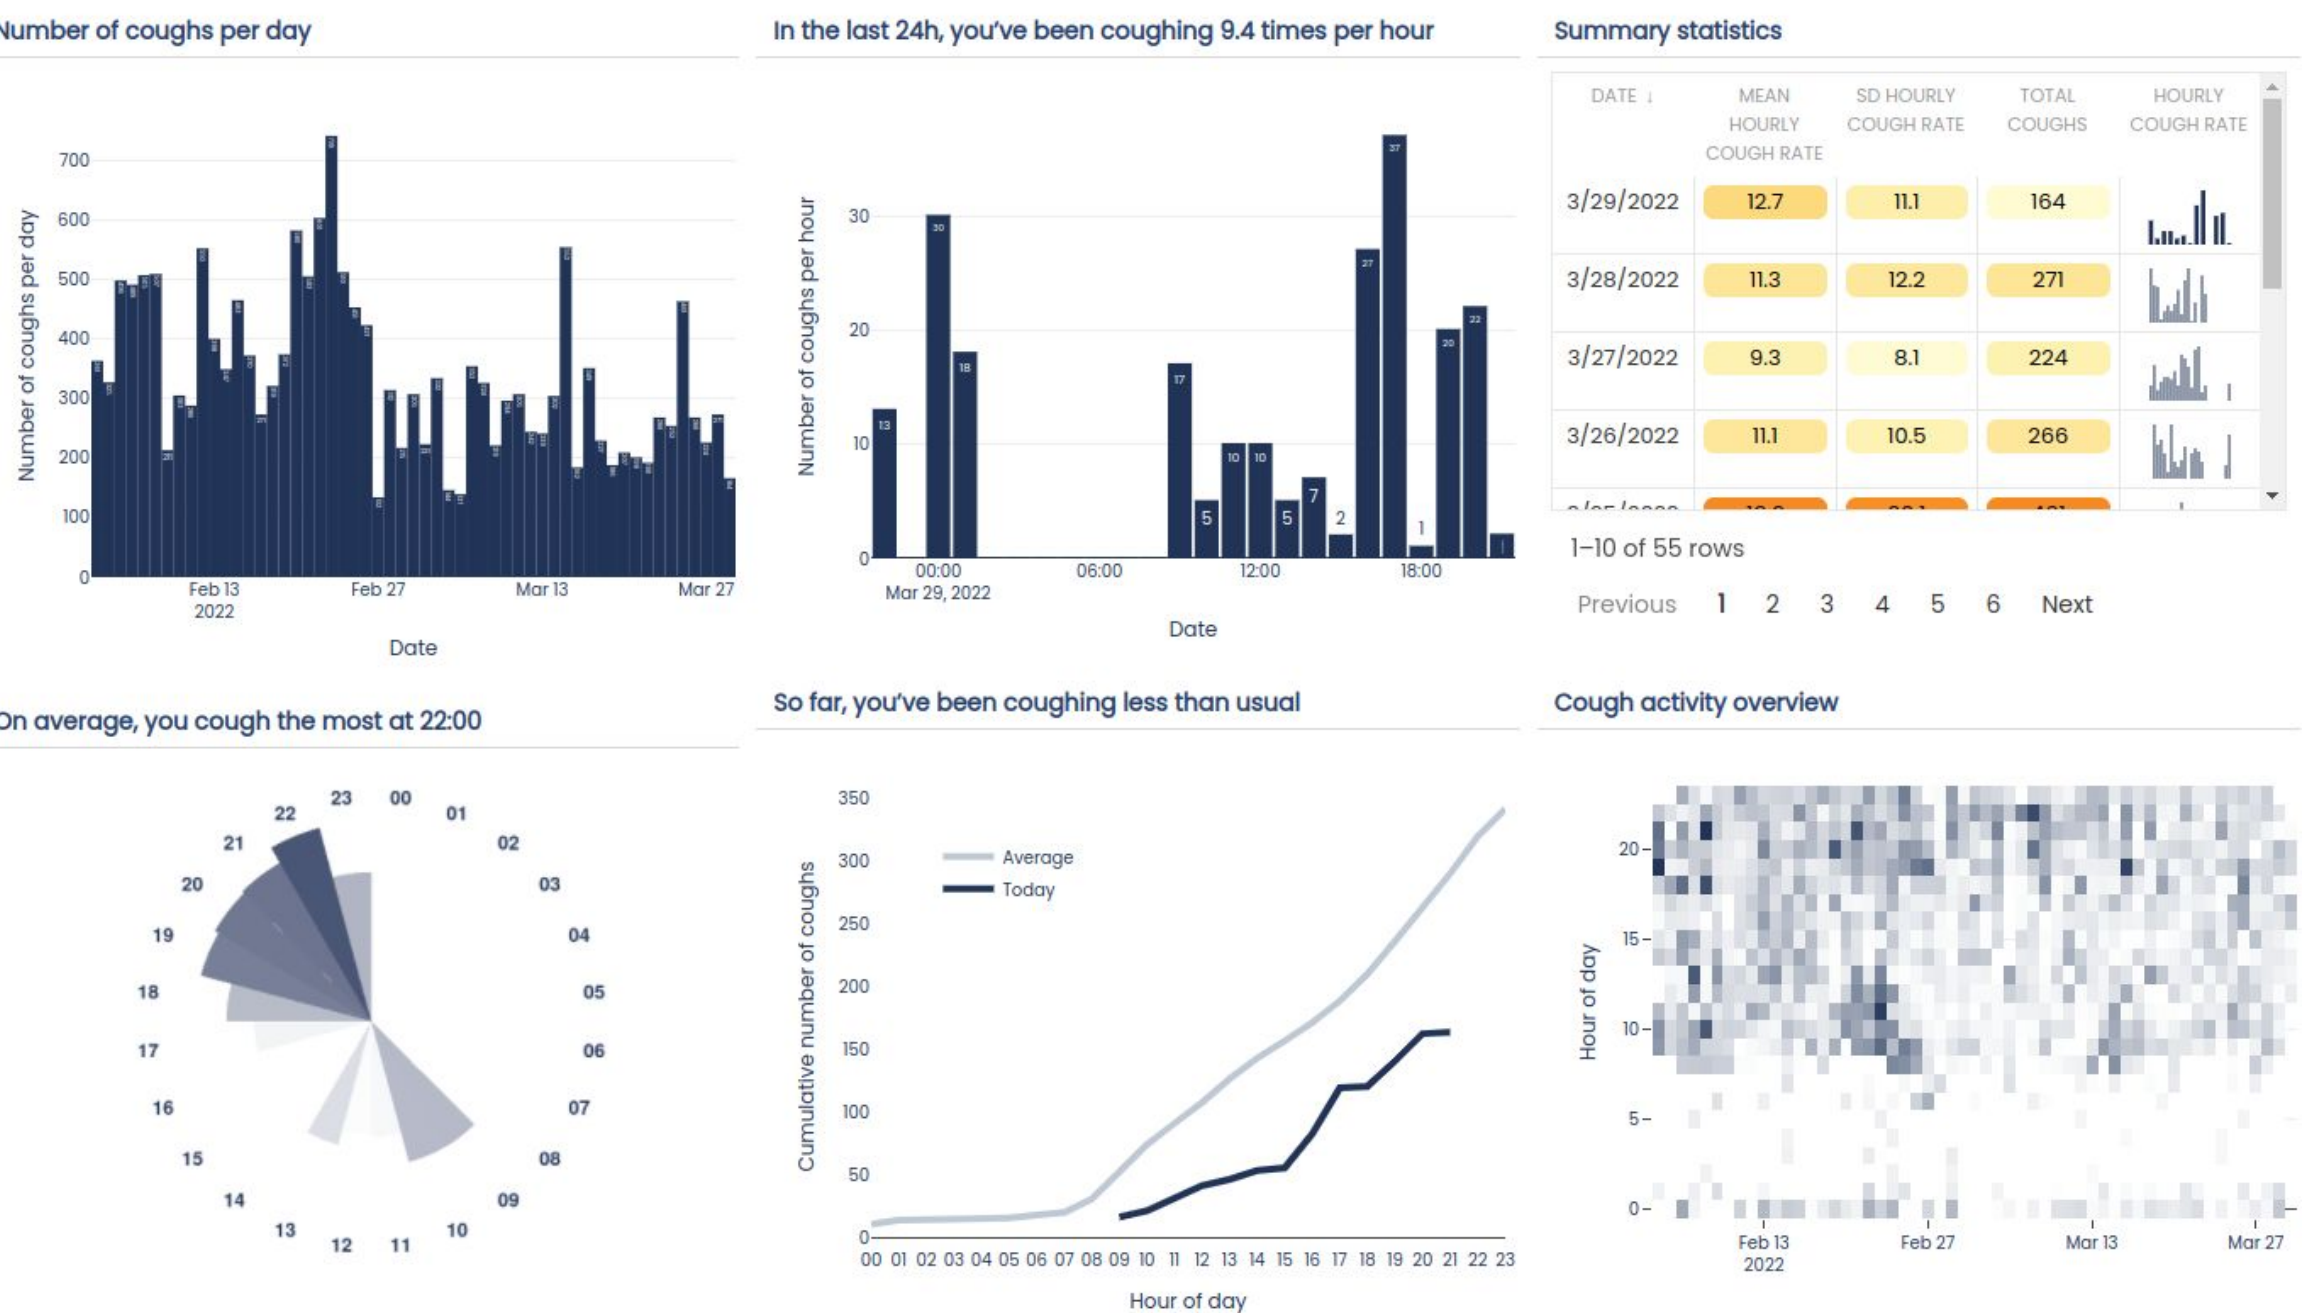 Number of coughs per day
Number of coughs per day
700
600
500
400
300
200
100
0
Feb 13
2022
Feb 27
Mar 13
Mar 27
Date
In the last 24h, you've been coughing 9.4 times per hour
Number of coughs per hour
30
20
10
0
13
30
18
17
5
10
10
5
7
2
27
37
1
20
22
00:00
Mar 29, 2022
06:00
12:00
18:00
Date
Summary statistics
DATE ↓ MEAN HOURLY COUGH RATE SD HOURLY COUGH RATE TOTAL COUGHS HOURLY COUGH RATE
3/29/2022 12.7 11.1 164
3/28/2022 11.3 12.2 271
3/27/2022 9.3 8.1 224
3/26/2022 11.1 10.5 266
1–10 of 55 rows
Previous 1 2 3 4 5 6 Next
On average, you cough the most at 22:00
00
01
02
03
04
05
06
07
08
09
10
11
12
13
14
15
16
17
18
19
20
21
22
23
So far, you've been coughing less than usual
Cumulative number of coughs
350
300
250
200
150
100
50
0
Average
Today
00 01 02 03 04 05 06 07 08 09 10 11 12 13 14 15 16 17 18 19 20 21 22 23
Hour of day
Cough activity overview
Hour of day
20
15
10
5
0
Feb 13
2022
Feb 27
Mar 13
Mar 27